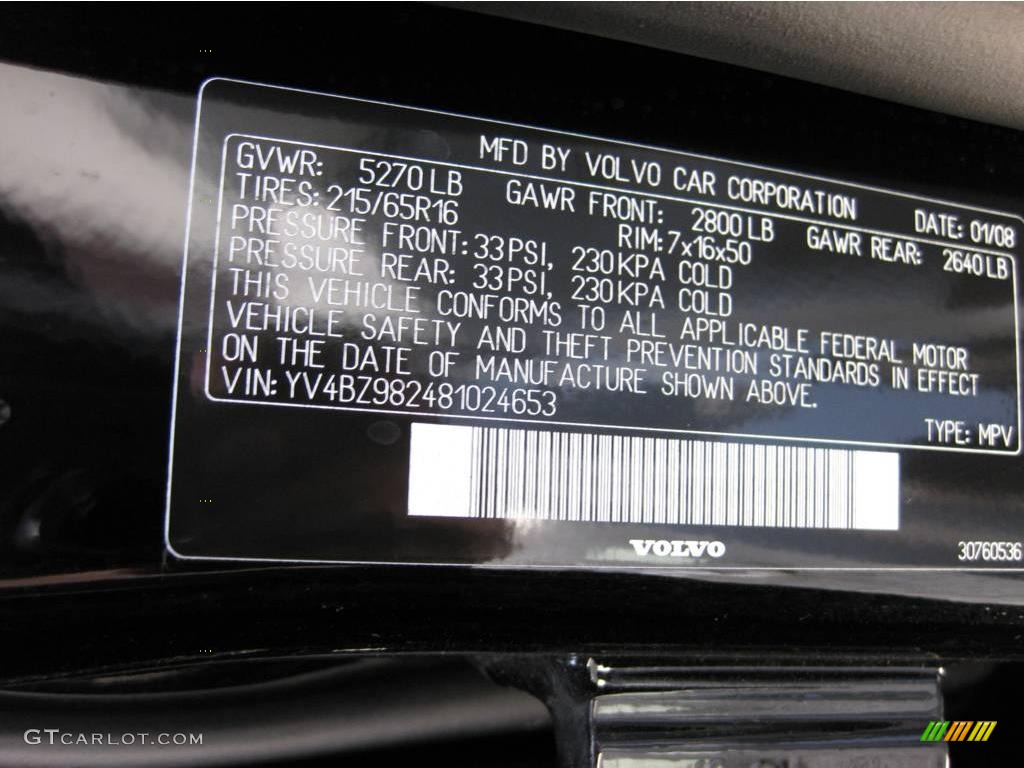 MFD BY VOLVO CAR CORPORATION DATE: 01/08
GVWR: 5270 LB GAWR FRONT: 2800 LB GAWR REAR: 2640 LB
TIRES: 215/65R16 RIM: 7x16x50
PRESSURE FRONT: 33 PSI, 230 KPA COLD
PRESSURE REAR: 33 PSI, 230 KPA COLD
THIS VEHICLE CONFORMS TO ALL APPLICABLE FEDERAL MOTOR
VEHICLE SAFETY AND THEFT PREVENTION STANDARDS IN EFFECT
ON THE DATE OF MANUFACTURE SHOWN ABOVE.
VIN: YV4BZ982481024653 TYPE: MPV
VOLVO 30760536
GTCARLOT.COM